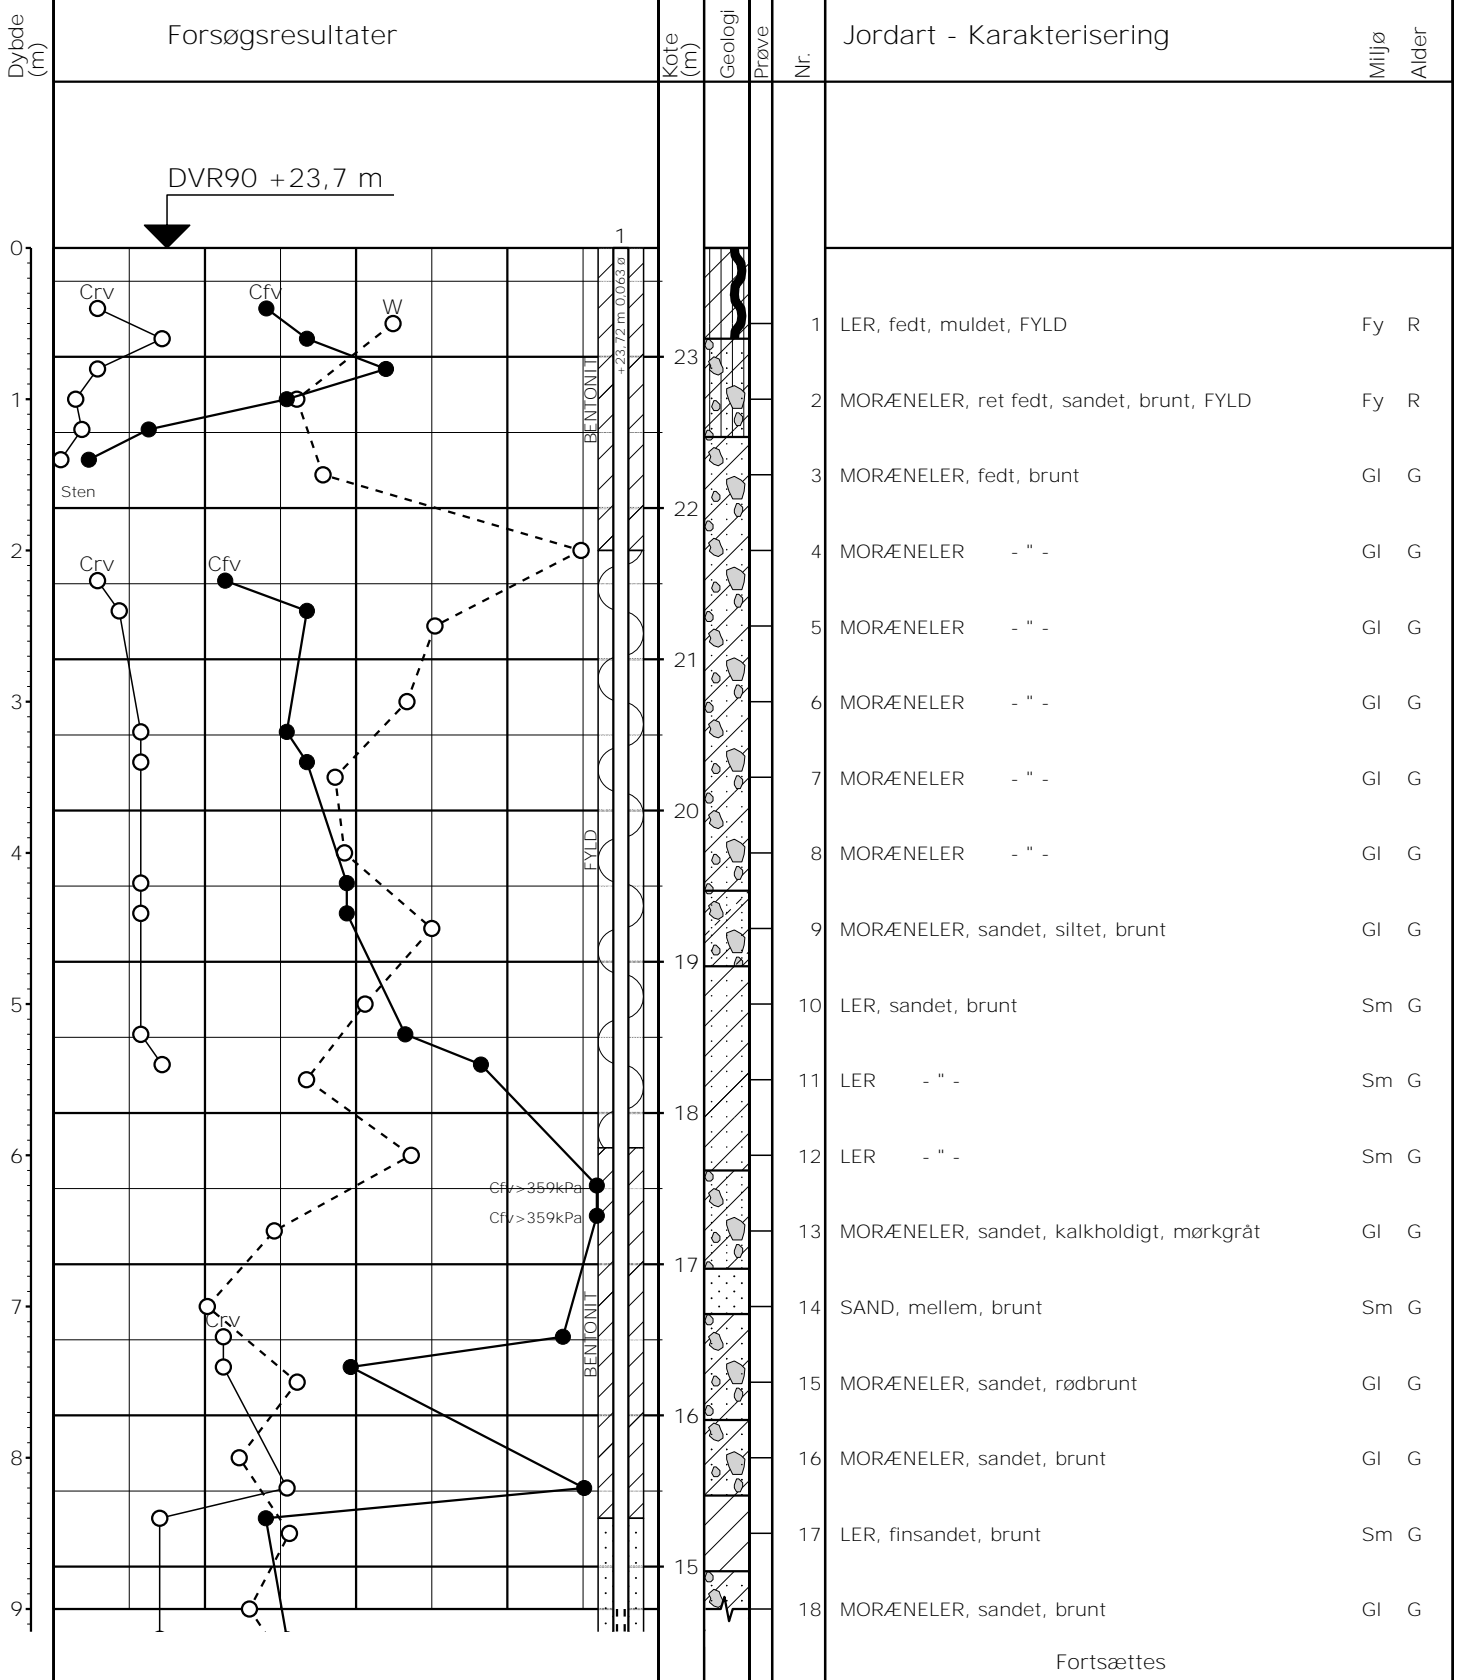 Dybde (m)
Forsøgsresultater
Kote (m)
Geologi
Prøve
Nr.
Jordart - Karakterisering
Miljø
Alder
DVR90 +23,7 m
1
+23,72 m 0,063 ø
0
Crv
Cfv
W
1 LER, fedt, muldet, FYLD Fy R
23
BENTONIT
1
2 MORÆNELER, ret fedt, sandet, brunt, FYLD Fy R
3 MORÆNELER, fedt, brunt Gl G
Sten
22
2
4 MORÆNELER - " - Gl G
Crv
Cfv
5 MORÆNELER - " - Gl G
21
3
6 MORÆNELER - " - Gl G
7 MORÆNELER - " - Gl G
20
FYLD
4
8 MORÆNELER - " - Gl G
9 MORÆNELER, sandet, siltet, brunt Gl G
19
5
10 LER, sandet, brunt Sm G
11 LER - " - Sm G
18
6
12 LER - " - Sm G
Cfv>359kPa
Cfv>359kPa
13 MORÆNELER, sandet, kalkholdigt, mørkgråt Gl G
17
7
14 SAND, mellem, brunt Sm G
Crv
BENTONIT
15 MORÆNELER, sandet, rødbrunt Gl G
16
8
16 MORÆNELER, sandet, brunt Gl G
17 LER, finsandet, brunt Sm G
15
9
18 MORÆNELER, sandet, brunt Gl G
Fortsættes